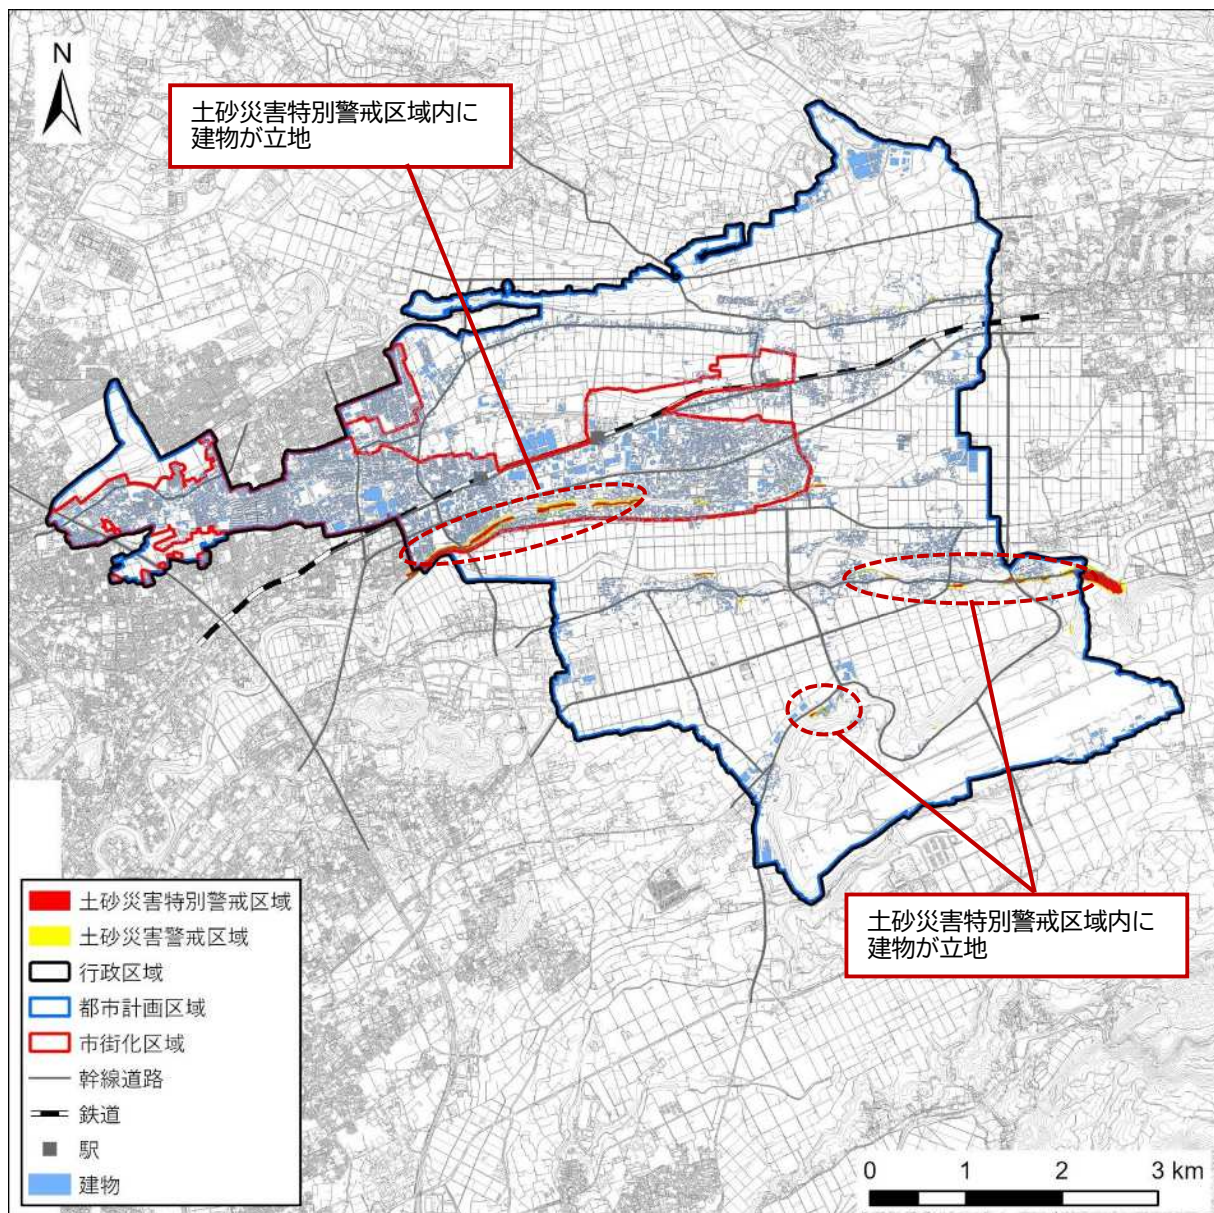 N
土砂災害特別警戒区域内に
建物が立地
土砂災害特別警戒区域内に
建物が立地
土砂災害特別警戒区域
土砂災害警戒区域
行政区域
都市計画区域
市街化区域
幹線道路
鉄道
駅
建物
0 1 2 3 km